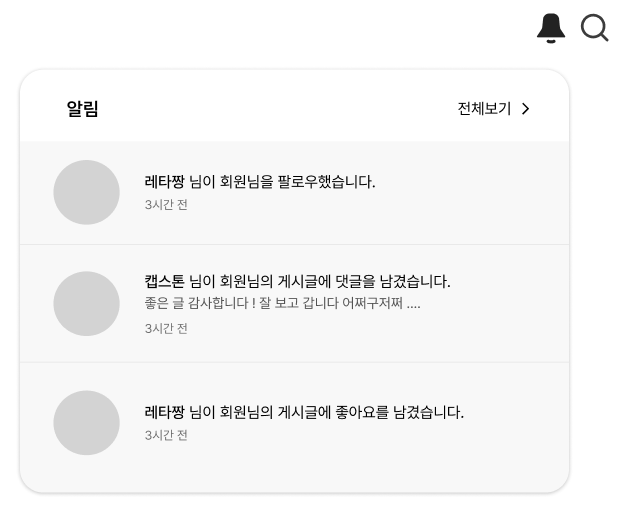 알림
전체보기
레타짱 님이 회원님을 팔로우했습니다.
3시간 전
캡스톤 님이 회원님의 게시글에 댓글을 남겼습니다.
좋은 글 감사합니다 ! 잘 보고 갑니다 어쩌구저쩌 ....
3시간 전
레타짱 님이 회원님의 게시글에 좋아요를 남겼습니다.
3시간 전